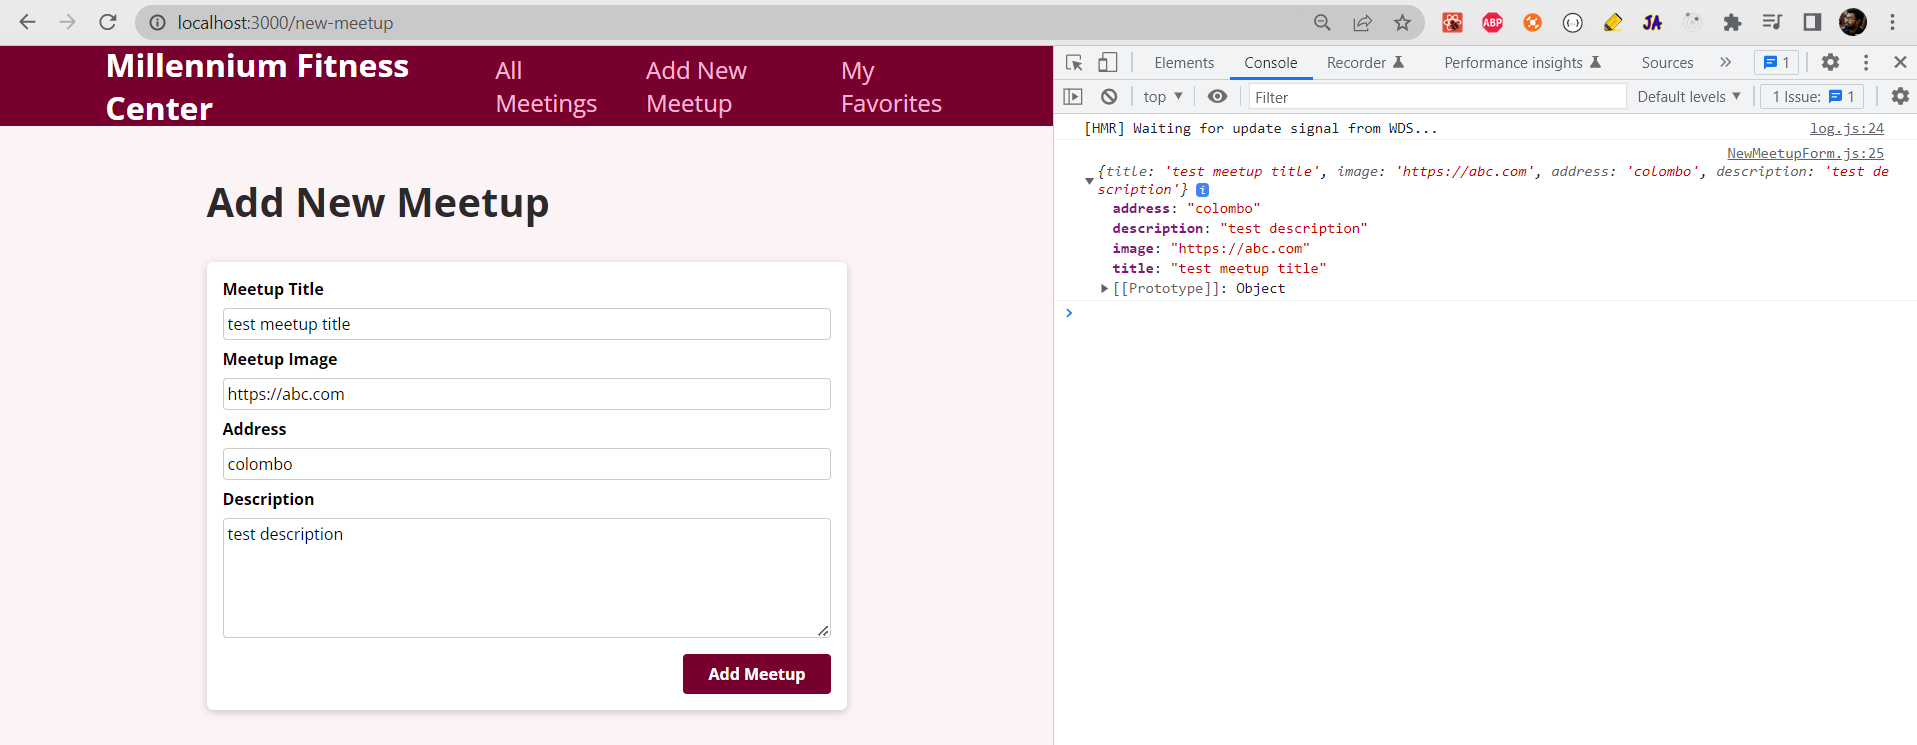 localhost:3000/new-meetup
ABP
{··}
JA
Millennium Fitness
Center
All
Meetings
Add New
Meetup
My
Favorites
Elements
Console
Recorder
Performance insights
Sources
»
1
top
Filter
Default levels
1 Issue:
1
[HMR] Waiting for update signal from WDS...
log.js:24
NewMeetupForm.js:25
{title: 'test meetup title', image: 'https://abc.com', address: 'colombo', description: 'test de
scription'}
i
address: "colombo"
description: "test description"
image: "https://abc.com"
title: "test meetup title"
[[Prototype]]: Object
Add New Meetup
Meetup Title
test meetup title
Meetup Image
https://abc.com
Address
colombo
Description
test description
Add Meetup